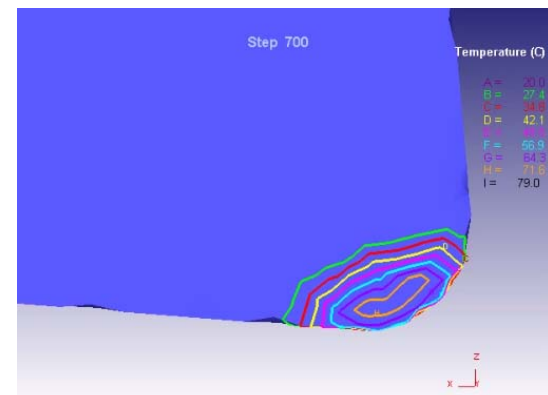 Step 700
Temperature (C)
A = 20.0
B = 27.4
C = 34.8
D = 42.1
F = 56.9
G = 64.3
H = 71.6
I = 79.0
D
H
Z
X
Y